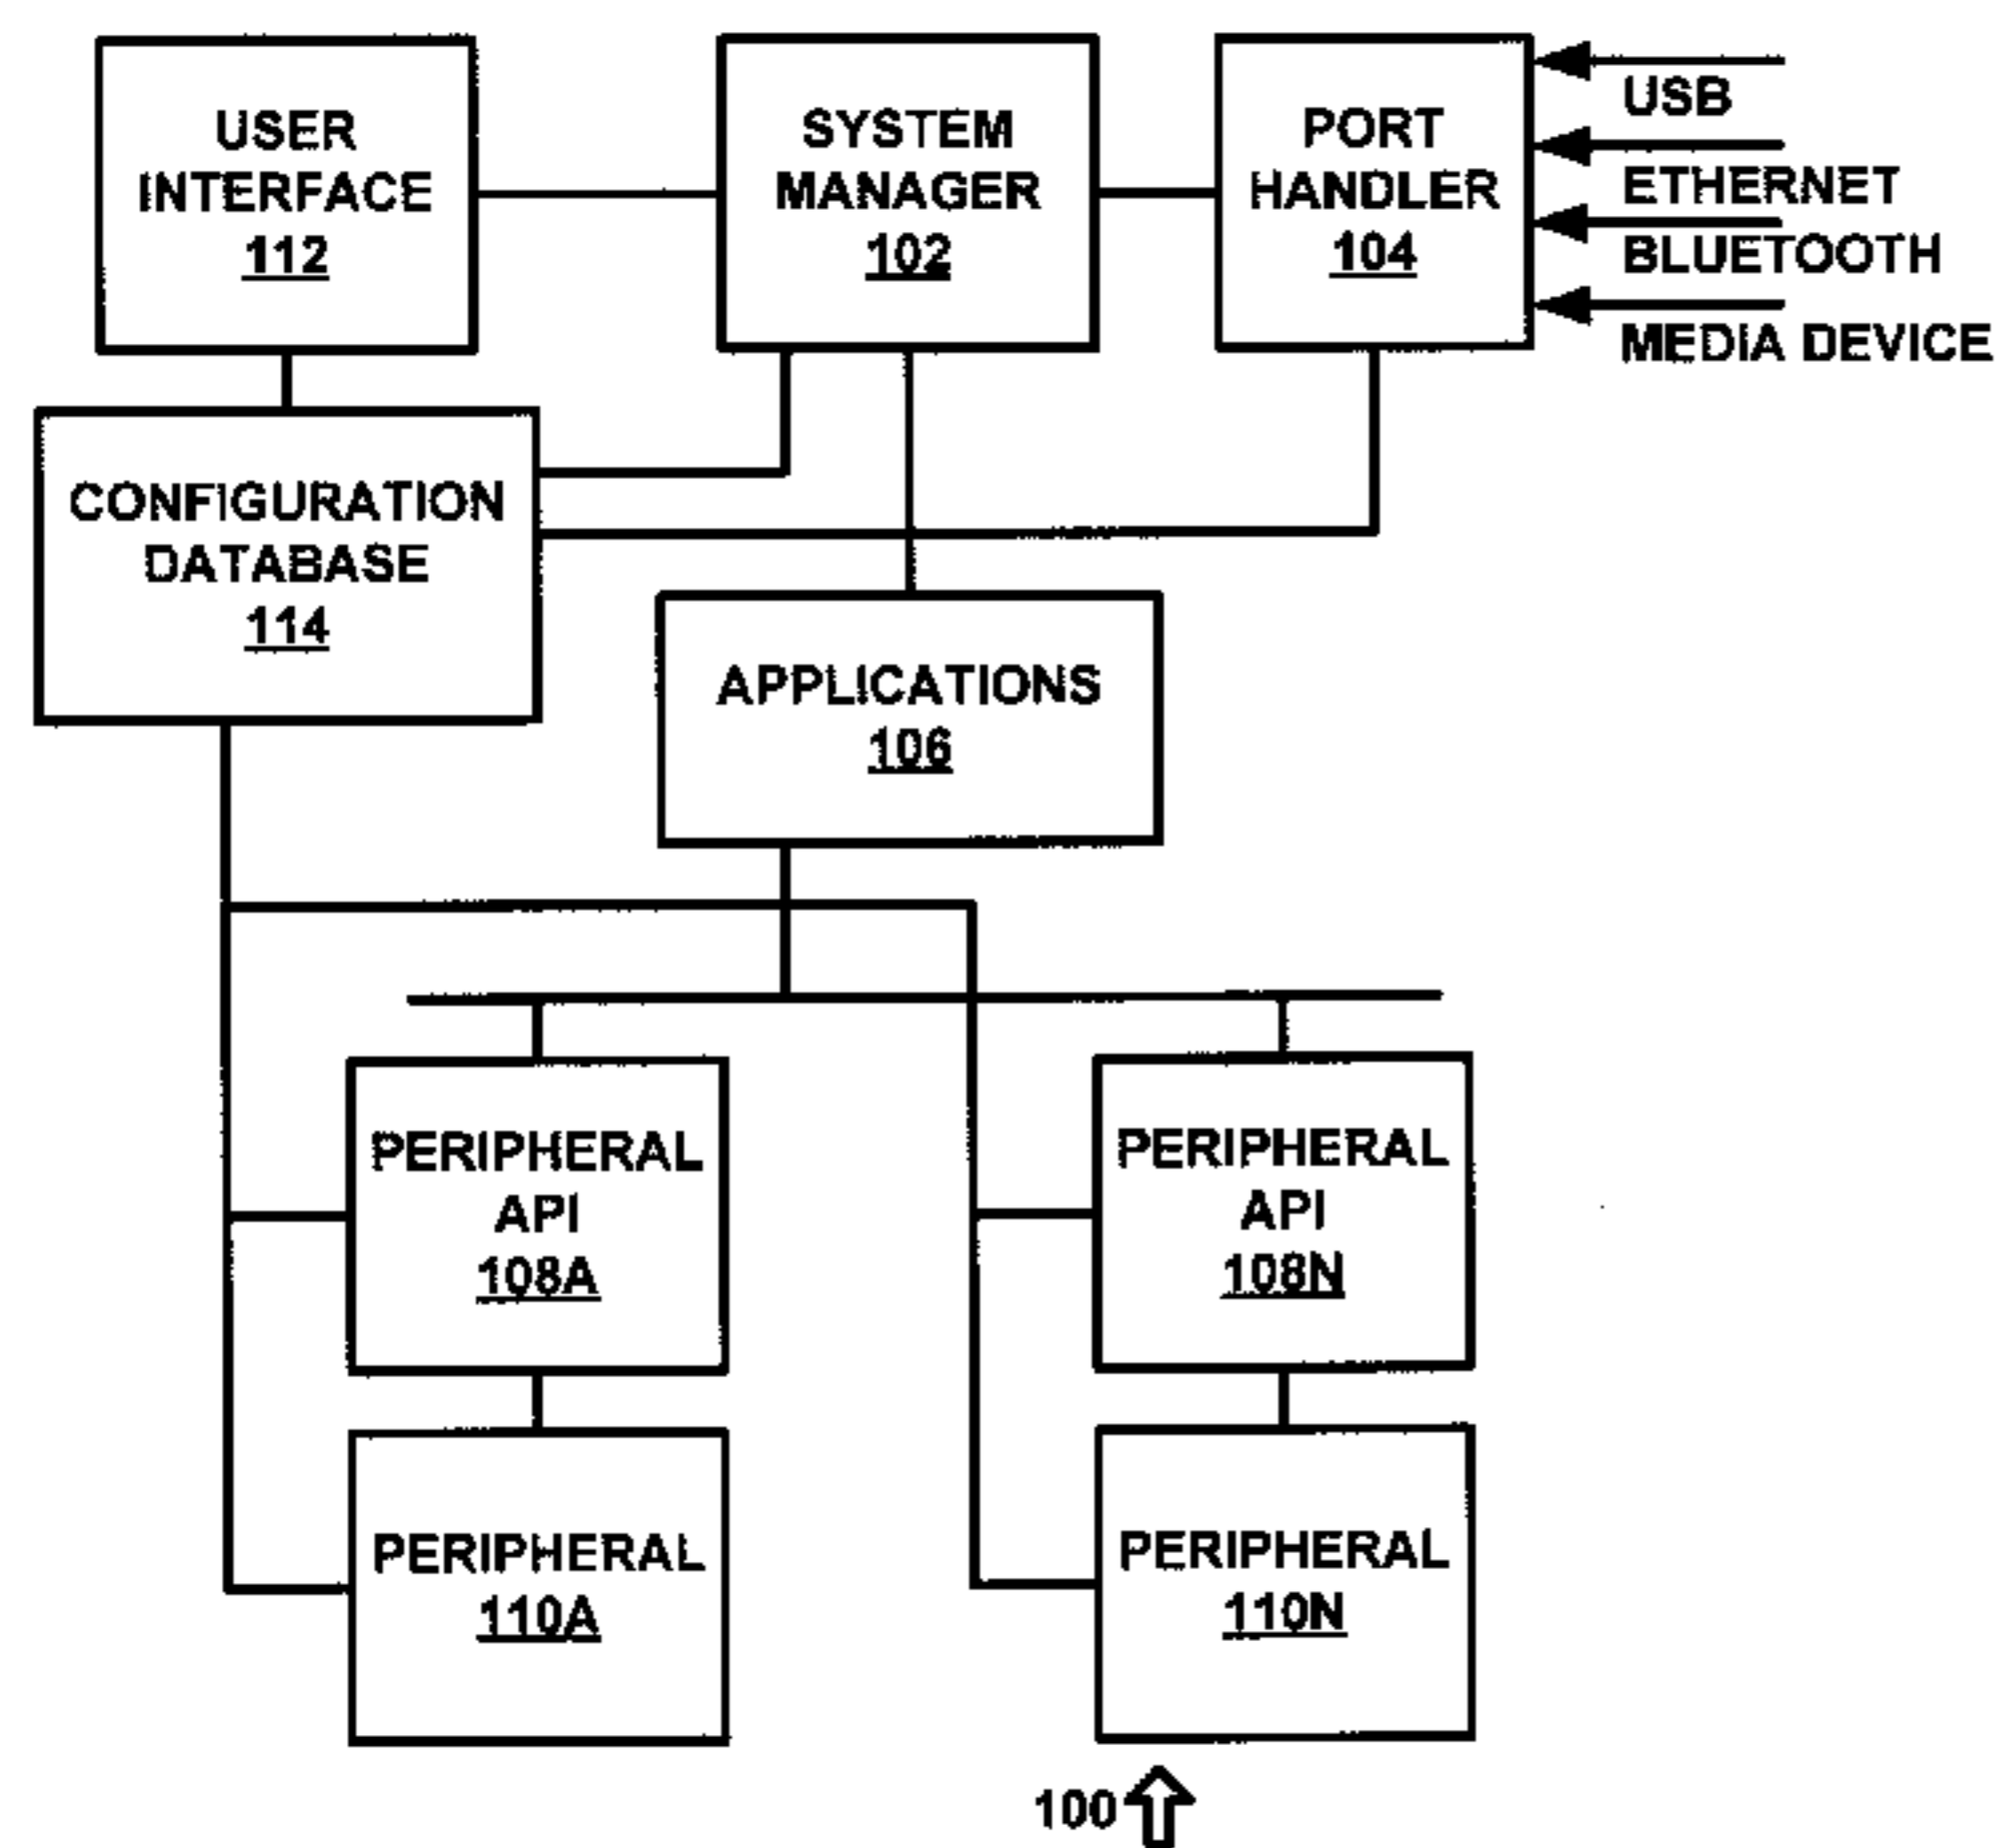 USER
INTERFACE
112
SYSTEM
MANAGER
102
PORT
HANDLER
104
USB
ETHERNET
BLUETOOTH
MEDIA DEVICE
CONFIGURATION
DATABASE
114
APPLICATIONS
106
PERIPHERAL
API
108A
PERIPHERAL
API
108N
PERIPHERAL
110A
PERIPHERAL
110N
100